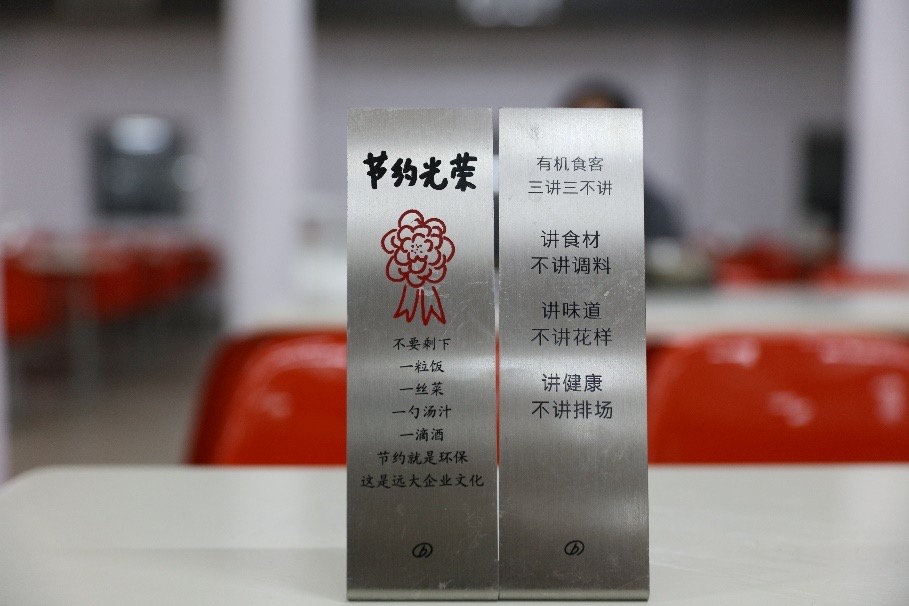 节约光荣
不要剩下
一粒饭
一丝菜
一勺汤汁
一滴酒
节约就是环保
这是远大企业文化
有机食客
三讲三不讲
讲食材
不讲调料
讲味道
不讲花样
讲健康
不讲排场